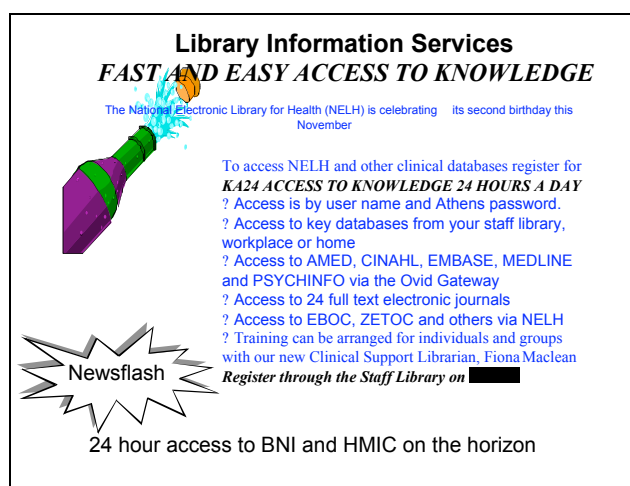 Library Information Services
FAST AND EASY ACCESS TO KNOWLEDGE
The National Electronic Library for Health (NELH) is celebrating its second birthday this
November
To access NELH and other clinical databases register for
KA24 ACCESS TO KNOWLEDGE 24 HOURS A DAY
? Access is by user name and Athens password.
? Access to key databases from your staff library,
workplace or home
? Access to AMED, CINAHL, EMBASE, MEDLINE
and PSYCHINFO via the Ovid Gateway
? Access to 24 full text electronic journals
? Access to EBOC, ZETOC and others via NELH
? Training can be arranged for individuals and groups
with our new Clinical Support Librarian, Fiona Maclean
Register through the Staff Library on
Newsflash
24 hour access to BNI and HMIC on the horizon